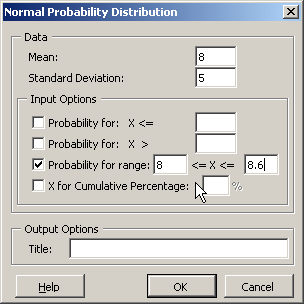 Normal Probability Distribution
Data
Mean: 8
Standard Deviation: 5
Input Options
Probability for: X <=
Probability for: X >
Probability for range: 8 <= X <= 8.6
X for Cumulative Percentage: %
Output Options
Title:
Help OK Cancel